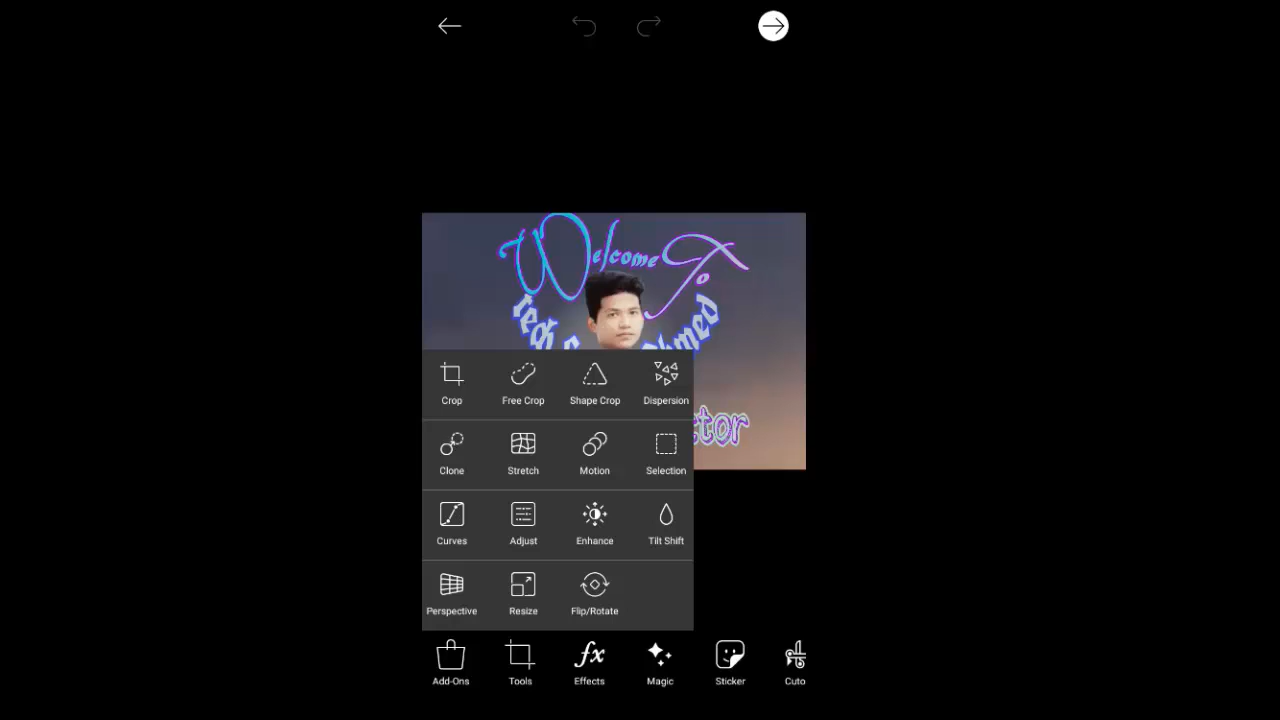 Welcome To
Crop Free Crop Shape Crop Dispersion
Clone Stretch Motion Selection
Curves Adjust Enhance Tilt Shift
Perspective Resize Flip/Rotate
Add-Ons Tools Effects Magic Sticker Cuto